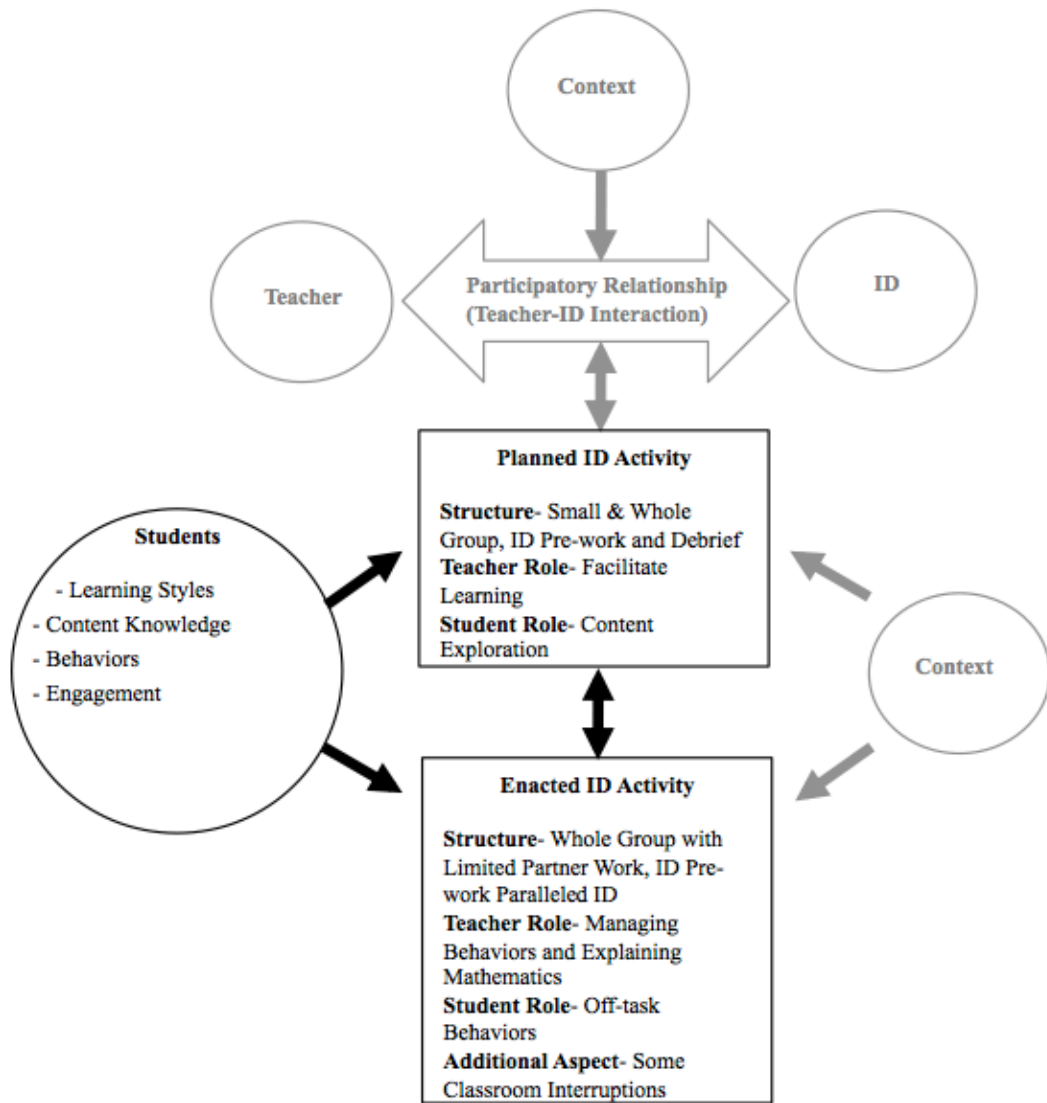 Context
Teacher
Participatory Relationship
(Teacher-ID Interaction)
ID
Planned ID Activity
Structure- Small & Whole
Group, ID Pre-work and Debrief
Teacher Role- Facilitate
Learning
Student Role- Content
Exploration
Students
- Learning Styles
- Content Knowledge
- Behaviors
- Engagement
Context
Enacted ID Activity
Structure- Whole Group with
Limited Partner Work, ID Pre-
work Paralleled ID
Teacher Role- Managing
Behaviors and Explaining
Mathematics
Student Role- Off-task
Behaviors
Additional Aspect- Some
Classroom Interruptions